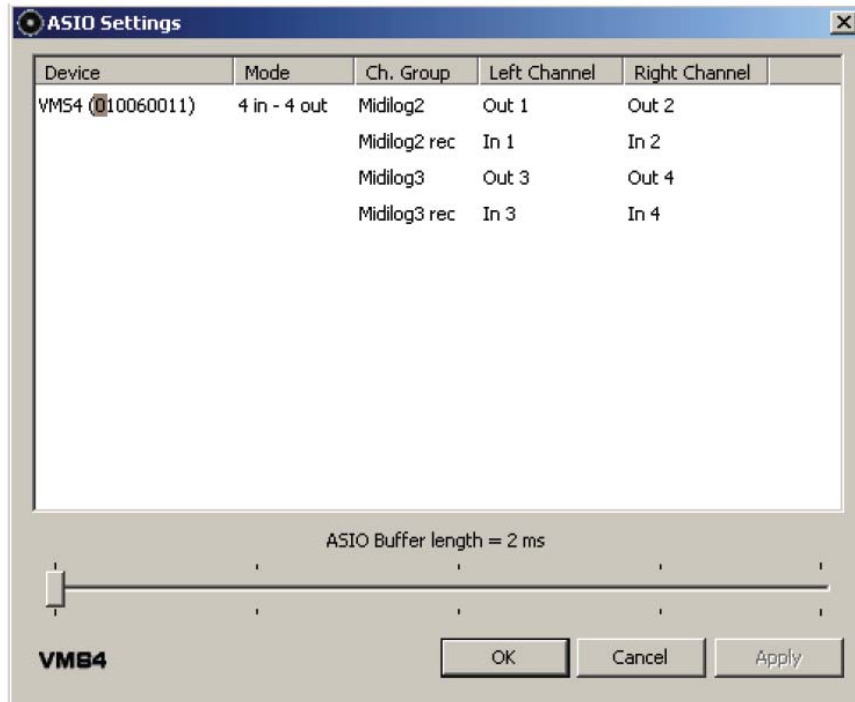 ASIO Settings
Device Mode Ch. Group Left Channel Right Channel
VMS4 (010060011) 4 in - 4 out Midilog2 Out 1 Out 2
Midilog2 rec In 1 In 2
Midilog3 Out 3 Out 4
Midilog3 rec In 3 In 4
ASIO Buffer length = 2 ms
VMS4 OK Cancel Apply